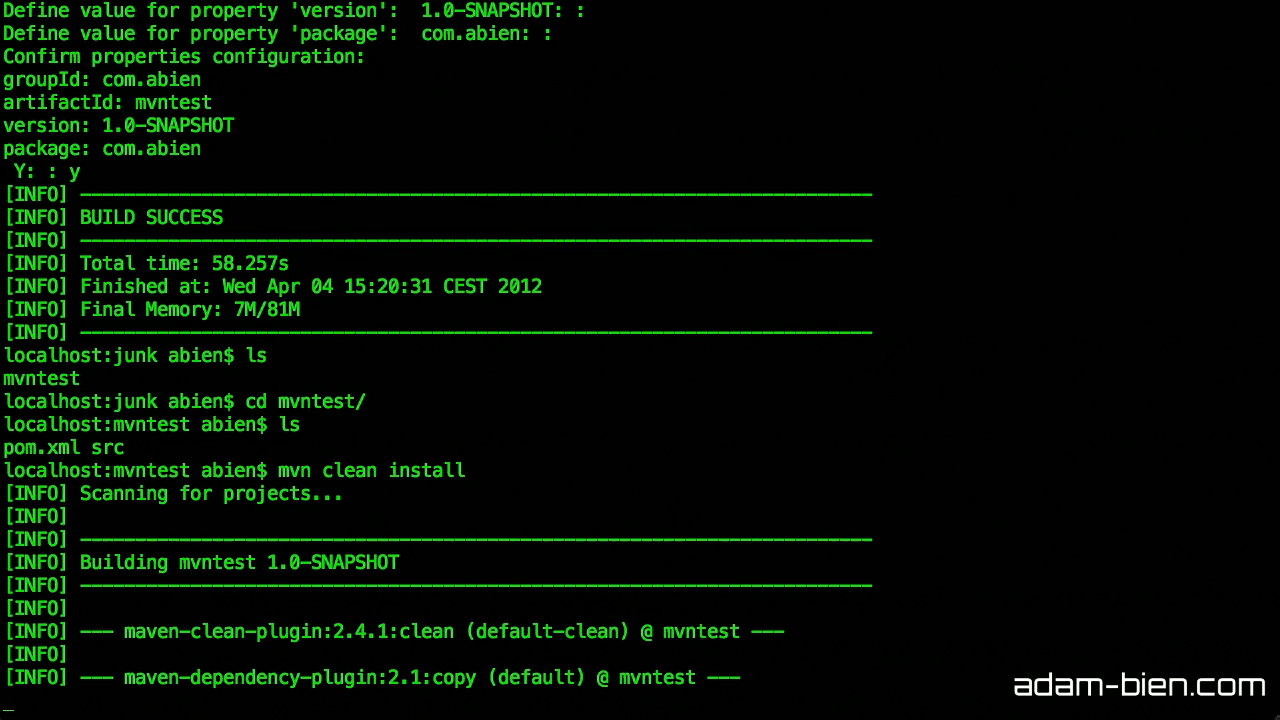 Define value for property 'version':  1.0-SNAPSHOT: :
Define value for property 'package':  com.abien: :
Confirm properties configuration:
groupId: com.abien
artifactId: mvntest
version: 1.0-SNAPSHOT
package: com.abien
 Y: : y
[INFO] ------------------------------------------------------------------------
[INFO] BUILD SUCCESS
[INFO] ------------------------------------------------------------------------
[INFO] Total time: 58.257s
[INFO] Finished at: Wed Apr 04 15:20:31 CEST 2012
[INFO] Final Memory: 7M/81M
[INFO] ------------------------------------------------------------------------
localhost:junk abien$ ls
mvntest
localhost:junk abien$ cd mvntest/
localhost:mvntest abien$ ls
pom.xml src
localhost:mvntest abien$ mvn clean install
[INFO] Scanning for projects...
[INFO]
[INFO] ------------------------------------------------------------------------
[INFO] Building mvntest 1.0-SNAPSHOT
[INFO] ------------------------------------------------------------------------
[INFO]
[INFO] --- maven-clean-plugin:2.4.1:clean (default-clean) @ mvntest ---
[INFO]
[INFO] --- maven-dependency-plugin:2.1:copy (default) @ mvntest ---
_
adam-bien.com